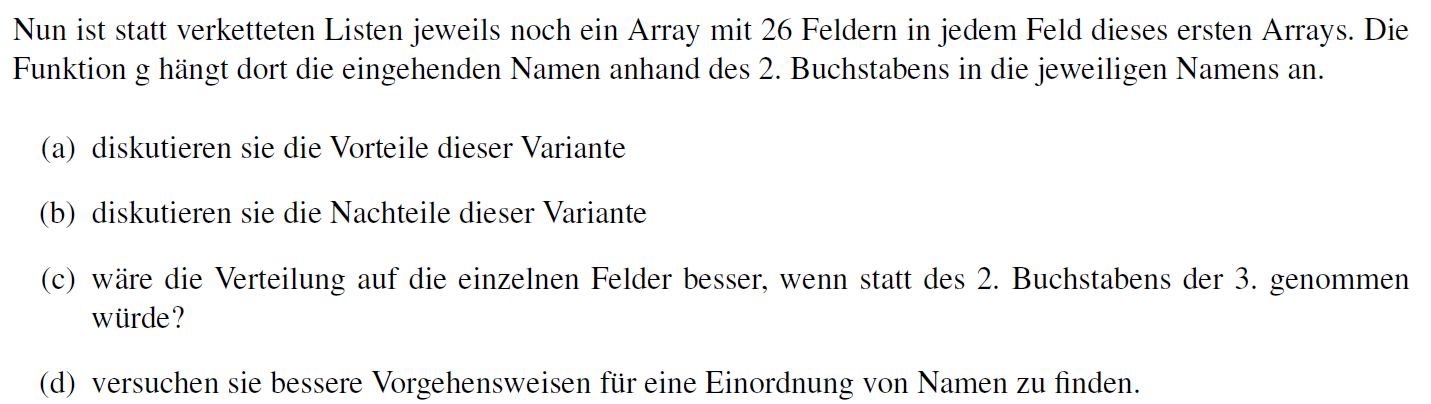 Nun ist statt verketteten Listen jeweils noch ein Array mit 26 Feldern in jedem Feld dieses ersten Arrays. Die
Funktion g hängt dort die eingehenden Namen anhand des 2. Buchstabens in die jeweiligen Namens an.
(a) diskutieren sie die Vorteile dieser Variante
(b) diskutieren sie die Nachteile dieser Variante
(c) wäre die Verteilung auf die einzelnen Felder besser, wenn statt des 2. Buchstabens der 3. genommen
würde?
(d) versuchen sie bessere Vorgehensweisen für eine Einordnung von Namen zu finden.